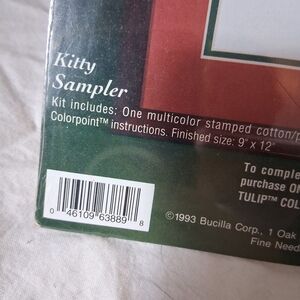 Kitty
Sampler
Kit includes: One multicolor stamped cotton/p
Colorpoint™ instructions. Finished size: 9" x 12"
To comple
purchase O
TULIP™ COL
0 46109 63889 8
©1993 Bucilla Corp., 1 Oak
Fine Need